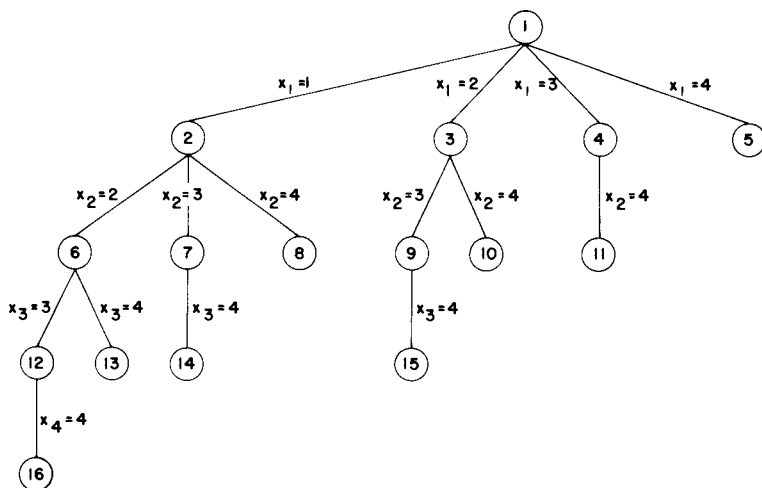 1
x₁=1
x₁=2
x₁=3
x₁=4
2
3
4
5
x₂=2
x₂=3
x₂=4
x₂=3
x₂=4
x₂=4
6
7
8
9
10
11
x₃=3
x₃=4
x₃=4
x₃=4
12
13
14
15
x₄=4
16